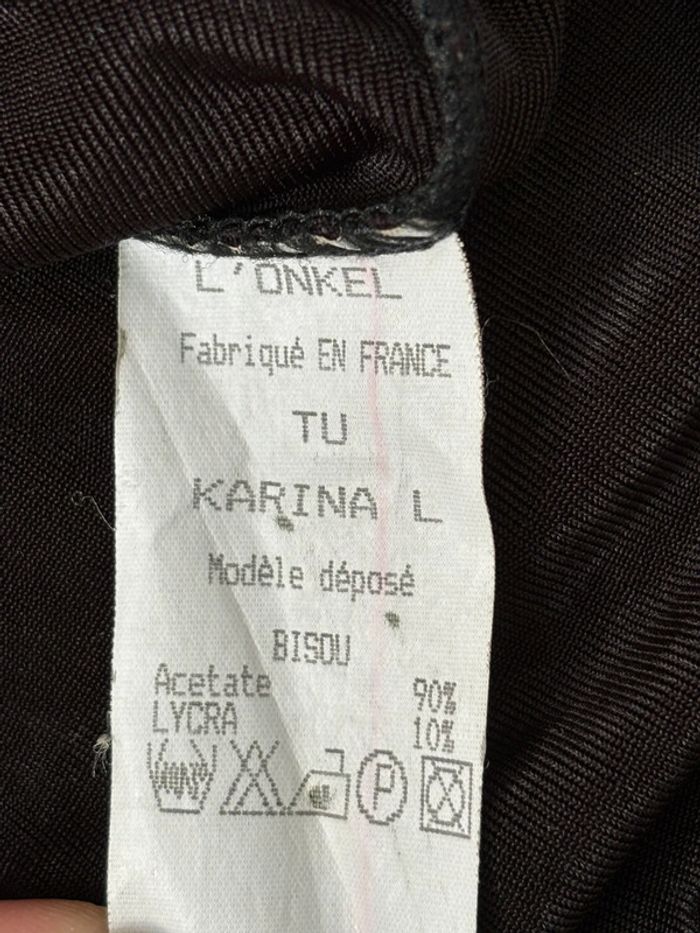 L'ONKEL
Fabriqué EN FRANCE
TU
KARINA L
Modèle déposé
BISOU
Acetate 90%
LYCRA 10%
P